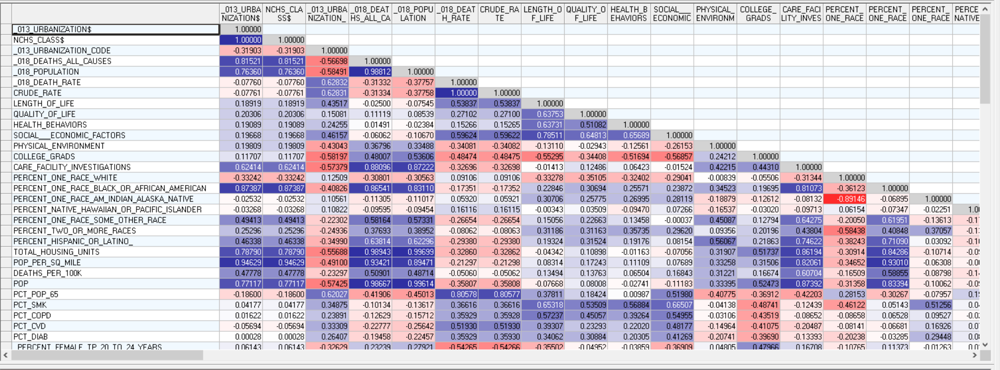 _013_URBA NCHS_CLA _013_URBA _018_DEAT _018_POPU _018_DEAT CRUDE_RA LENGTH_O QUALITY_O HEALTH_B SOCIAL___ PHYSICAL_ COLLEGE_ CARE_FACI PERCENT_ PERCENT_ PERCENT_ PERCE
NIZATION$ SS$ NIZATION_ HS_ALL_CA LATION H_RATE TE F_LIFE F_LIFE EHAVIORS ECONOMIC ENVIRONM GRADS LITY_INVES ONE_RACE ONE_RACE ONE_RACE NATIVE
_013_URBANIZATION$ 1.00000
NCHS_CLASS$ 1.00000 1.00000
_013_URBANIZATION_CODE -0.31903 -0.31903 1.00000
_018_DEATHS_ALL_CAUSES 0.81521 0.81521 -0.56698 1.00000
_018_POPULATION 0.76360 0.76360 -0.58491 0.98812 1.00000
_018_DEATH_RATE -0.07760 -0.07760 0.62832 -0.31332 -0.37757 1.00000
CRUDE_RATE -0.07761 -0.07761 0.62831 -0.31334 -0.37758 1.00000 1.00000
LENGTH_OF_LIFE 0.18919 0.18919 0.43517 -0.02500 -0.07545 0.53837 0.53837 1.00000
QUALITY_OF_LIFE 0.20306 0.20306 0.15081 0.11119 0.08539 0.27102 0.27100 0.63753 1.00000
HEALTH_BEHAVIORS 0.19089 0.19089 0.24255 0.01491 -0.02384 0.15266 0.15265 0.63731 0.51082 1.00000
SOCIAL___ECONOMIC_FACTORS 0.19668 0.19668 0.46157 -0.06062 -0.10670 0.59624 0.59622 0.78511 0.64813 0.65689 1.00000
PHYSICAL_ENVIRONMENT 0.19809 0.19809 -0.43043 0.36796 0.33488 -0.34081 -0.34082 -0.13110 -0.02943 -0.12561 -0.26153 1.00000
COLLEGE_GRADS 0.11707 0.11707 -0.58197 0.48007 0.53606 -0.48474 -0.48475 -0.55295 -0.34408 -0.51694 -0.56857 0.24212 1.00000
CARE_FACILITY_INVESTIGATIONS 0.62414 0.62414 -0.57379 0.88096 0.87222 -0.32696 -0.32698 -0.01413 0.12486 0.06423 -0.01524 0.42215 0.44310 1.00000
PERCENT_ONE_RACE_WHITE -0.33242 -0.33242 0.12509 -0.30801 -0.30563 0.09106 0.09106 -0.33278 -0.35105 -0.32402 -0.29041 -0.00839 -0.05506 -0.31344 1.00000
PERCENT_ONE_RACE_BLACK_OR_AFRICAN_AMERICAN 0.87387 0.87387 -0.40826 0.86541 0.83110 -0.17351 -0.17352 0.22846 0.30694 0.25571 0.23872 0.34523 0.19695 0.81073 -0.36123 1.00000
PERCENT_ONE_RACE_AM_INDIAN_ALASKA_NATIVE -0.02532 -0.02532 0.10561 -0.11305 -0.11017 0.05920 0.05921 0.30706 0.25775 0.26995 0.28119 -0.18879 -0.12612 -0.08132 -0.89146 -0.06895 1.00000
PERCENT_NATIVE_HAWAIIAN_OR_PACIFIC_ISLANDER -0.03268 -0.03268 0.10822 -0.09595 -0.09454 0.16116 0.16115 -0.00343 0.03509 -0.09470 0.07266 -0.16537 -0.03020 -0.09713 0.06154 -0.07347 -0.02251 1.0
PERCENT_ONE_RACE_SOME_OTHER_RACE 0.49413 0.49413 -0.22302 0.58164 0.57331 -0.26654 -0.26654 0.15056 0.22663 0.13458 -0.00037 0.45087 0.12794 0.64275 -0.20050 0.61951 -0.13613 -0.1
PERCENT_TWO_OR_MORE_RACES 0.25296 0.25296 -0.24936 0.37693 0.38952 -0.08062 -0.08063 0.31186 0.31163 0.35735 0.29620 0.09356 0.20196 0.43804 -0.58438 0.40848 0.37057 -0.1
PERCENT_HISPANIC_OR_LATINO_ 0.46338 0.46338 -0.34990 0.63814 0.62296 -0.29380 -0.29380 0.19324 0.31524 0.19176 0.08154 0.56067 0.21863 0.74622 -0.38243 0.71090 0.03092 -0.1
TOTAL_HOUSING_UNITS 0.78790 0.78790 -0.55688 0.98943 0.99699 -0.32860 -0.32862 -0.04342 0.10898 -0.01163 -0.07056 0.31907 0.51737 0.86194 -0.30914 0.84286 -0.10714 -0.0
POP_PER_SQ_MILE 0.94629 0.94629 -0.49100 0.93421 0.89471 -0.21297 -0.21298 0.08314 0.17243 0.11109 0.07689 0.33258 0.31506 0.82061 -0.34652 0.93010 -0.06308 -0.0
DEATHS_PER_100K 0.47778 0.47778 -0.23297 0.50901 0.48714 -0.05060 -0.05062 0.13494 0.13763 0.06504 0.16843 0.31221 0.16674 0.60704 -0.16509 0.58855 -0.08798 -0.1
POP 0.77117 0.77117 -0.57425 0.98667 0.99614 -0.35807 -0.35808 -0.07668 0.08008 -0.02741 -0.11183 0.33395 0.52473 0.87392 -0.31358 0.83394 -0.10062 -0.0
PCT_POP_65 -0.18600 -0.18600 0.62027 -0.41906 -0.45013 0.80578 0.80577 0.37811 0.18424 0.00987 0.51980 -0.40775 -0.36912 -0.42203 0.28153 -0.30267 -0.07957 0.1
PCT_SMK 0.04177 0.04177 0.34875 -0.10134 -0.13617 0.36616 0.36616 0.65318 0.53509 0.56884 0.66507 -0.04138 -0.48741 -0.12439 -0.46122 0.05143 0.51256 0.0
PCT_COPD 0.01622 0.01622 0.23891 -0.12629 -0.15712 0.35929 0.35928 0.57237 0.45057 0.39264 0.54955 -0.03106 -0.43519 -0.08652 -0.08658 0.06528 0.09527 -0.0
PCT_CVD -0.05694 -0.05694 0.33309 -0.22777 -0.25642 0.51930 0.51930 0.39307 0.23293 0.22020 0.48177 -0.14964 -0.41075 -0.20487 -0.08141 -0.06681 0.16926 0.0
PCT_DIAB 0.00028 0.00028 0.26407 -0.19458 -0.22457 0.35929 0.35930 0.34062 0.30884 0.20305 0.41269 -0.20741 -0.39690 -0.13393 -0.20238 -0.03285 0.29448 0.0
_PERCENT_FEMALE_TP_20_TO_24_YEARS 0.06143 0.06143 -0.32629 0.23239 0.27921 -0.54265 -0.54266 -0.35502 -0.04952 -0.03859 -0.36909 0.04805 0.47966 0.16708 -0.10765 0.11373 -0.01263 0.0